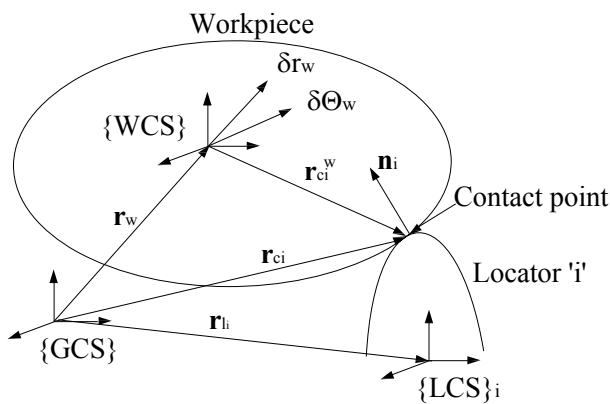 Workpiece
δrw
{WCS}
δΘw
rciʷ
ni
Contact point
rw
rci
Locator 'i'
rli
{GCS}
{LCS}i